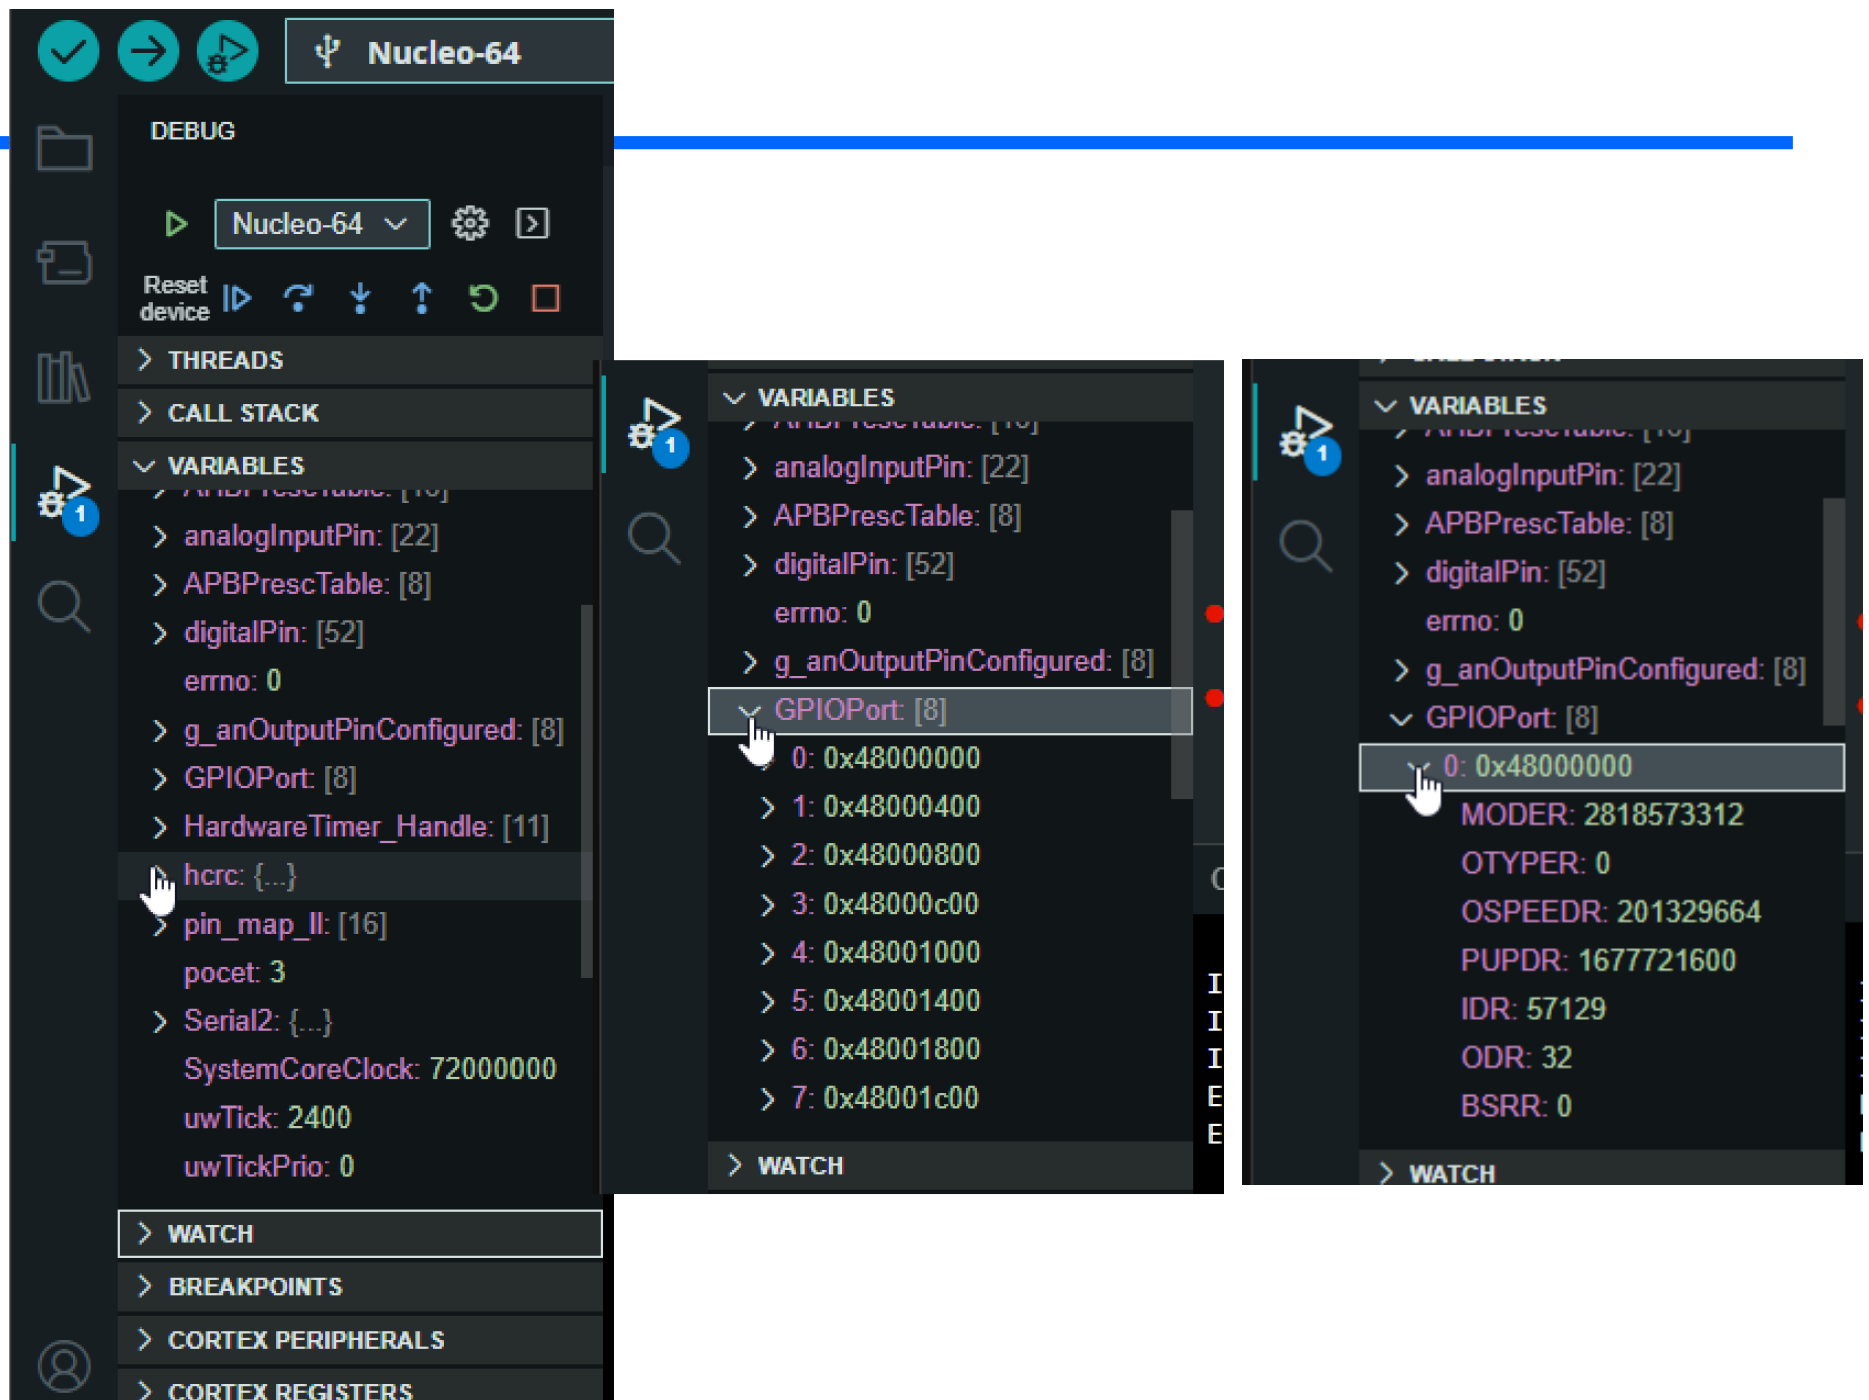 Nucleo-64
DEBUG
Nucleo-64
Reset
device
THREADS
CALL STACK
VARIABLES
analogInputPin: [22]
APBPrescTable: [8]
digitalPin: [52]
errno: 0
g_anOutputPinConfigured: [8]
GPIOPort: [8]
HardwareTimer_Handle: [11]
hcrc: {...}
pin_map_ll: [16]
pocet: 3
Serial2: {...}
SystemCoreClock: 72000000
uwTick: 2400
uwTickPrio: 0
WATCH
BREAKPOINTS
CORTEX PERIPHERALS
CORTEX REGISTERS
1
VARIABLES
analogInputPin: [22]
APBPrescTable: [8]
digitalPin: [52]
errno: 0
g_anOutputPinConfigured: [8]
GPIOPort: [8]
0: 0x48000000
1: 0x48000400
2: 0x48000800
3: 0x48000c00
4: 0x48001000
5: 0x48001400
6: 0x48001800
7: 0x48001c00
WATCH
1
I
I
I
E
E
VARIABLES
analogInputPin: [22]
APBPrescTable: [8]
digitalPin: [52]
errno: 0
g_anOutputPinConfigured: [8]
GPIOPort: [8]
0: 0x48000000
MODER: 2818573312
OTYPER: 0
OSPEEDR: 201329664
PUPDR: 1677721600
IDR: 57129
ODR: 32
BSRR: 0
WATCH
1